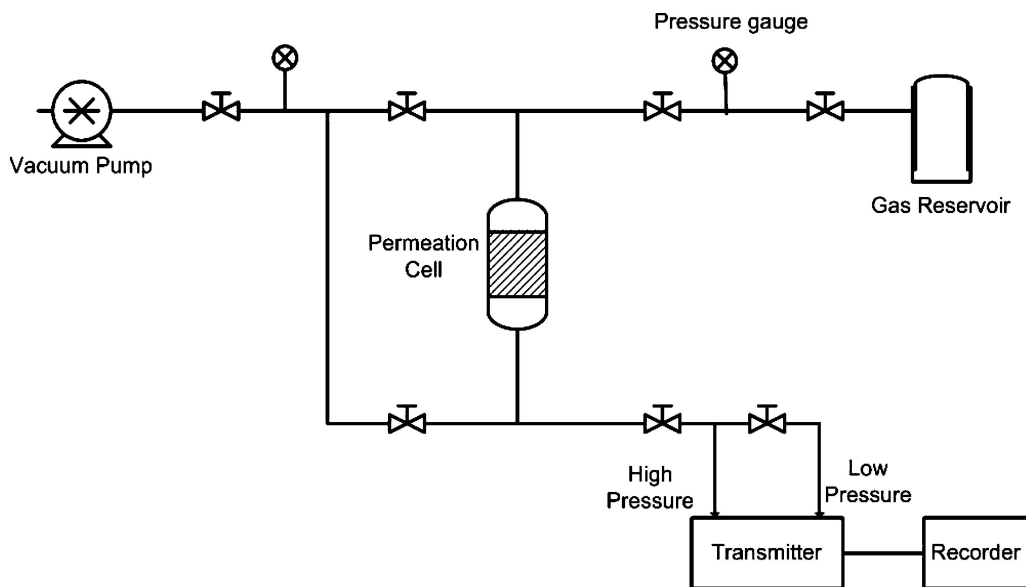 Pressure gauge
Vacuum Pump
Gas Reservoir
Permeation
Cell
High
Pressure
Low
Pressure
Transmitter
Recorder